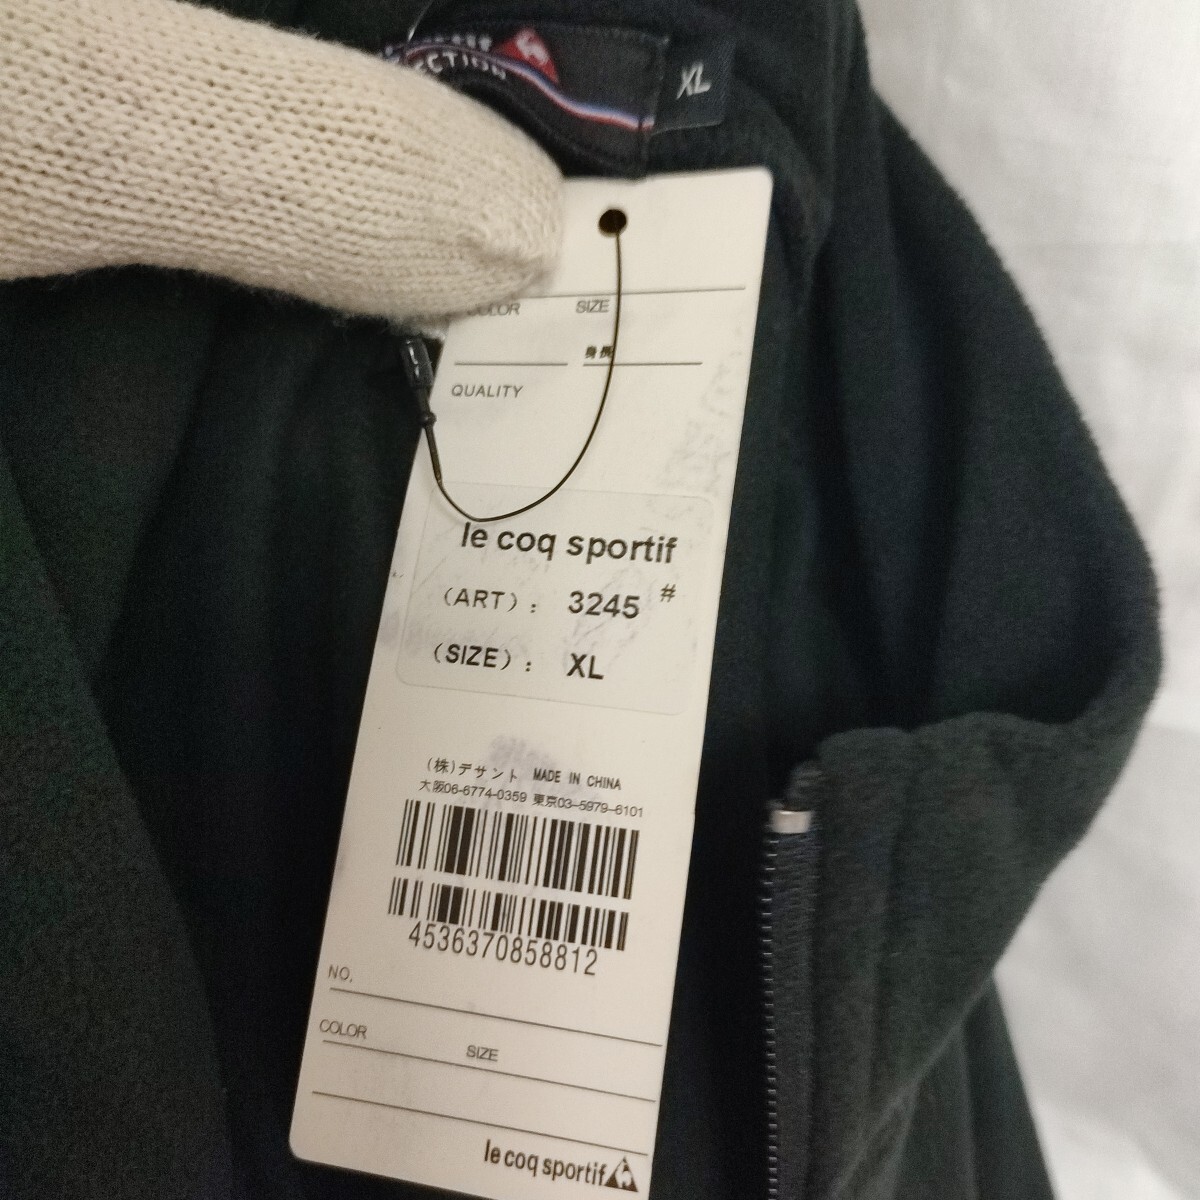 ECTION
XL
COLOR SIZE
身長
QUALITY
le coq sportif
(ART): 3245 #
(SIZE): XL
(株)デサント MADE IN CHINA
大阪06-6774-0359 東京03-5979-6101
4536370858812
NO.
COLOR
SIZE
le coq sportif